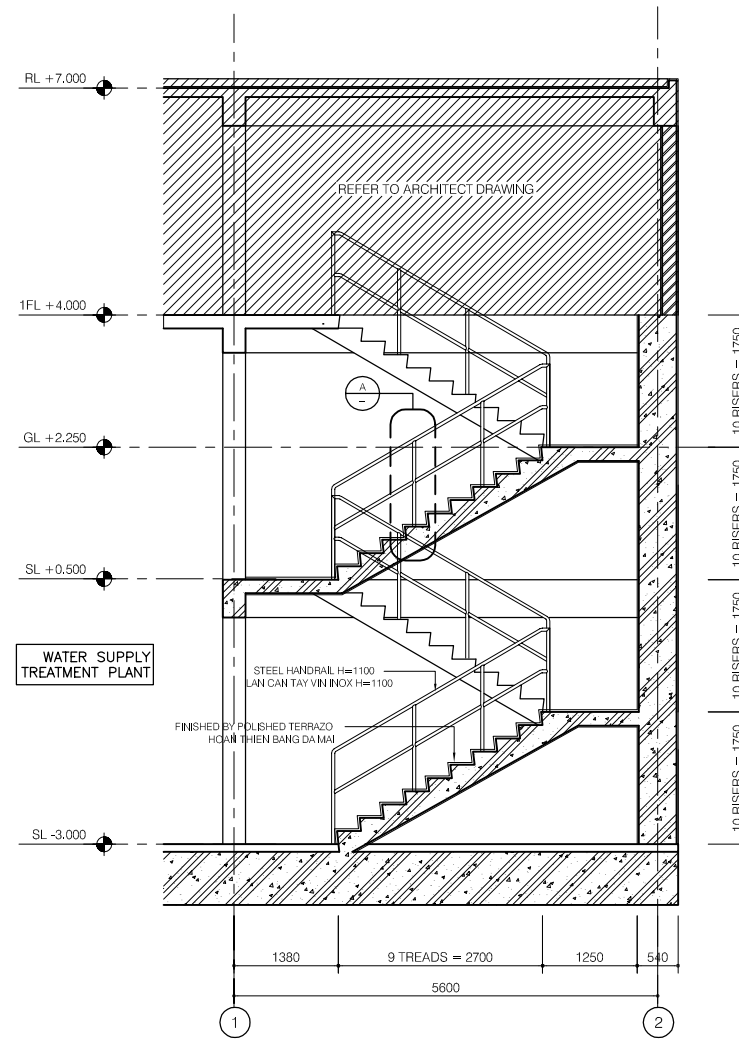 RL +7.000
REFER TO ARCHITECT DRAWING
1FL +4.000
10 RISERS = 1750
A
-
GL +2.250
10 RISERS = 1750
SL +0.500
10 RISERS = 1750
WATER SUPPLY
TREATMENT PLANT
STEEL HANDRAIL H=1100
LAN CAN TAY VIN INOX H=1100
FINISHED BY POLISHED TERRAZO
HOAN THIEN BANG DA MAI
10 RISERS = 1750
SL -3.000
1380
9 TREADS = 2700
1250
540
5600
1
2